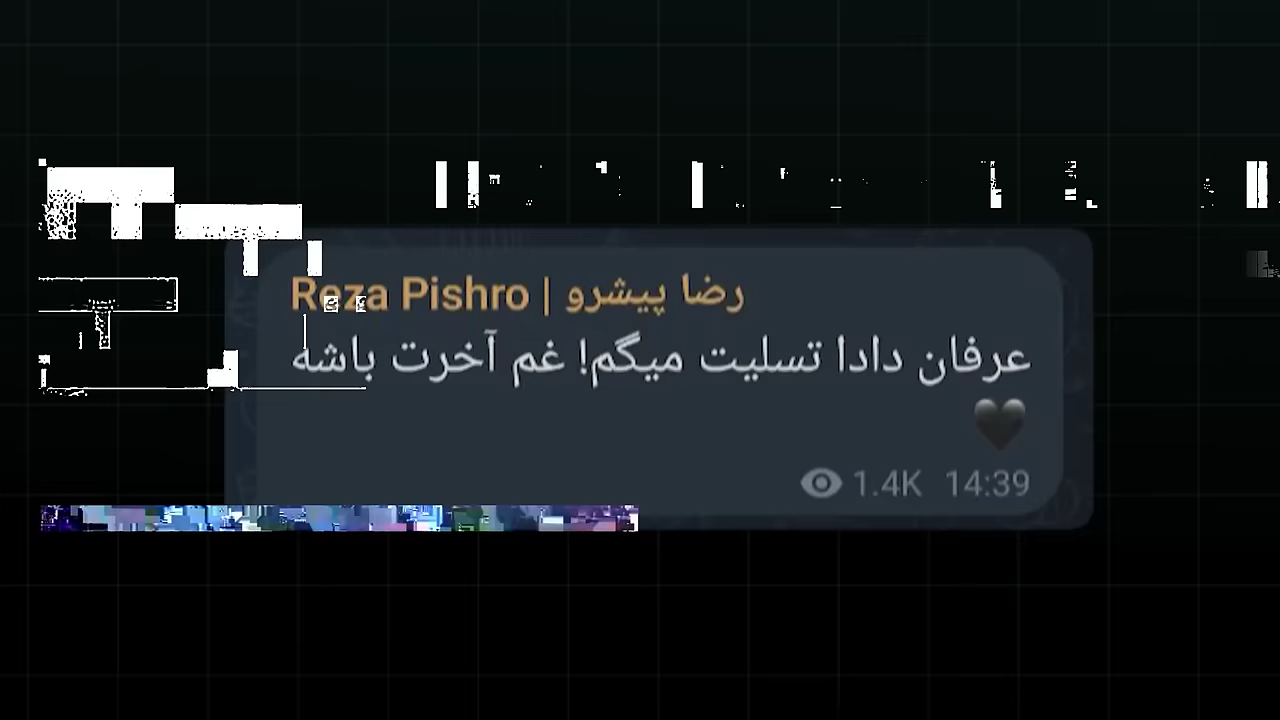 Reza Pishro | رضا پیشرو
عرفان دادا تسلیت میگم! غم آخرت باشه
🖤
1.4K 14:39